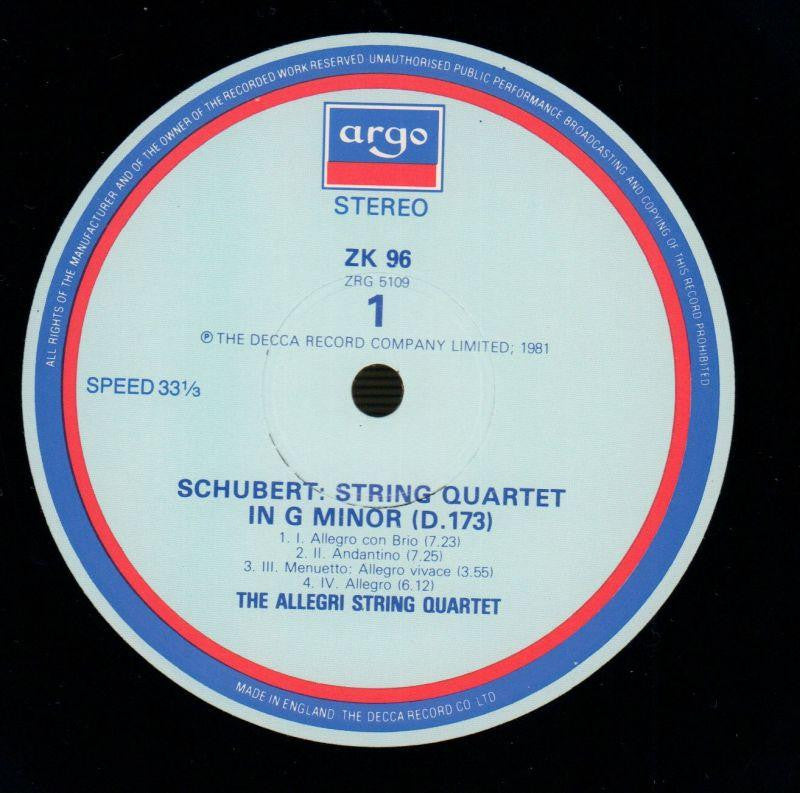 ALL RIGHTS OF THE MANUFACTURER AND OF THE OWNER OF THE RECORDED WORK RESERVED UNAUTHORISED PUBLIC PERFORMANCE BROADCASTING AND COPYING OF THIS RECORD PROHIBITED
argo
STEREO
ZK 96
ZRG 5109
1
℗ THE DECCA RECORD COMPANY LIMITED; 1981
SPEED 33⅓
SCHUBERT: STRING QUARTET
IN G MINOR (D.173)
1. I. Allegro con Brio (7.23)
2. II. Andantino (7.25)
3. III. Menuetto: Allegro vivace (3.55)
4. IV. Allegro (6.12)
THE ALLEGRI STRING QUARTET
MADE IN ENGLAND THE DECCA RECORD CO LTD